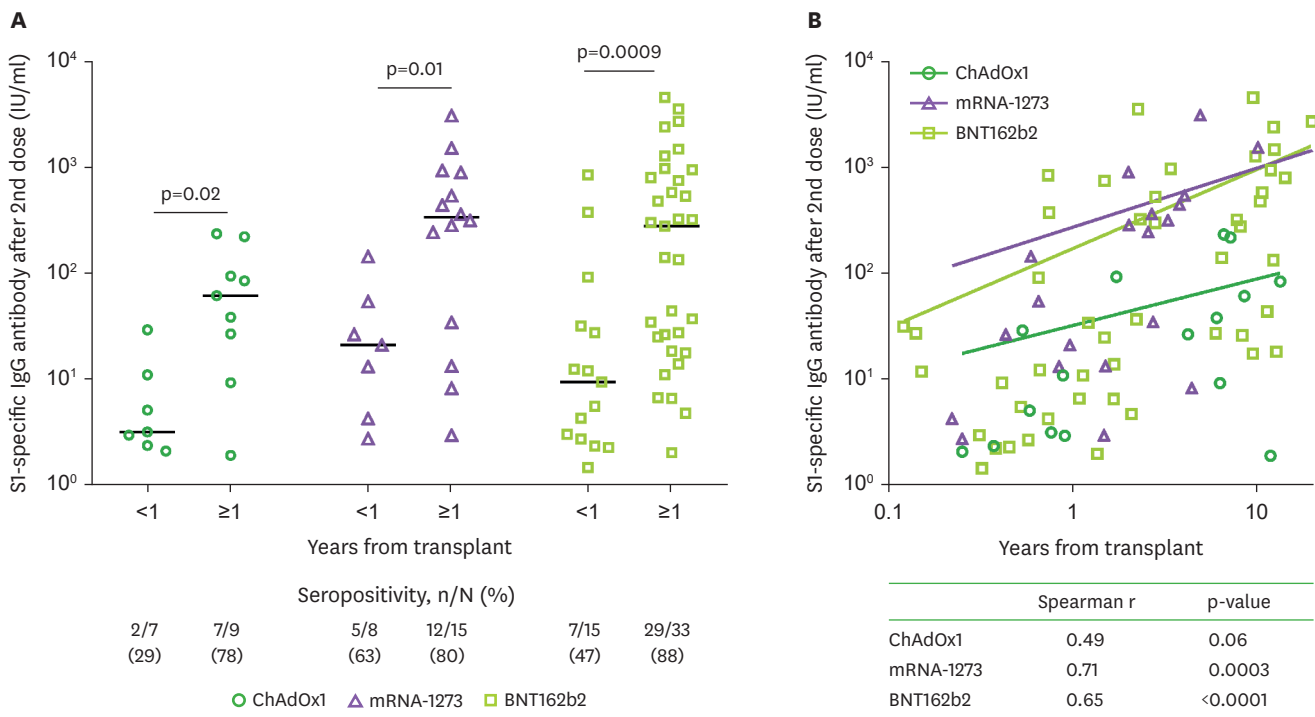 A
S1-specific IgG antibody after 2nd dose (IU/ml)
10⁴
10³
10²
10¹
10⁰
p=0.02
p=0.01
p=0.0009
<1 ≥1 <1 ≥1 <1 ≥1
Years from transplant
Seropositivity, n/N (%)
2/7 7/9 5/8 12/15 7/15 29/33
(29) (78) (63) (80) (47) (88)
ChAdOx1 mRNA-1273 BNT162b2
B
S1-specific IgG antibody after 2nd dose (IU/ml)
10⁴
10³
10²
10¹
10⁰
ChAdOx1
mRNA-1273
BNT162b2
0.1 1 10
Years from transplant
Spearman r p-value
ChAdOx1 0.49 0.06
mRNA-1273 0.71 0.0003
BNT162b2 0.65 <0.0001